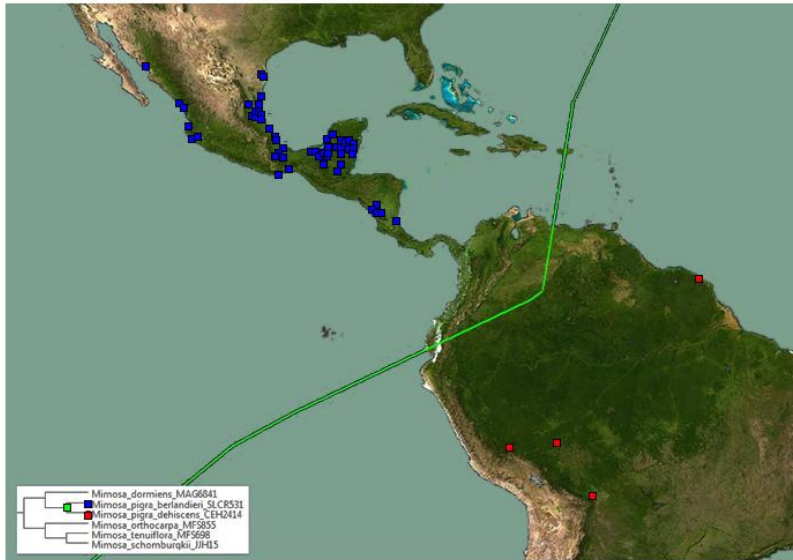 Mimosa_dormiens_MAG6841
Mimosa_pigra_berlandieri_SLCR531
Mimosa_pigra_dehiscens_CEH2414
Mimosa_orthocarpa_MFS855
Mimosa_tenuiflora_MFS698
Mimosa_schomburgkii_JJH15